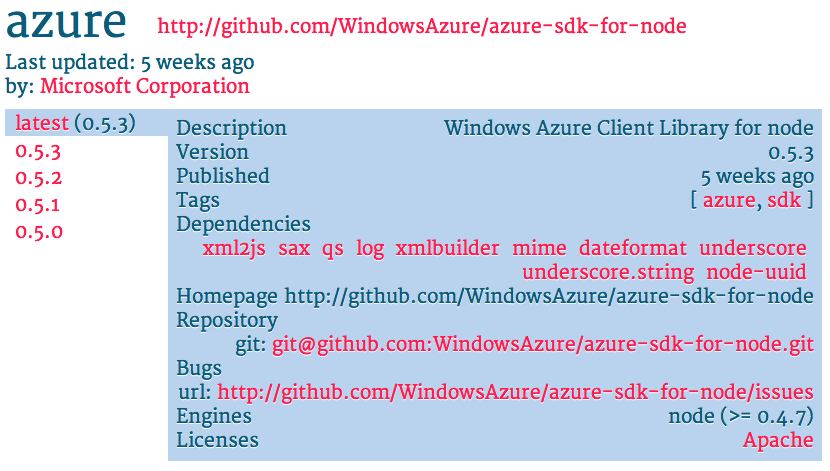 azure http://github.com/WindowsAzure/azure-sdk-for-node
Last updated: 5 weeks ago
by: Microsoft Corporation
latest (0.5.3)
0.5.3
0.5.2
0.5.1
0.5.0
Description Windows Azure Client Library for node
Version 0.5.3
Published 5 weeks ago
Tags [ azure, sdk ]
Dependencies
xml2js sax qs log xmlbuilder mime dateformat underscore
underscore.string node-uuid
Homepage http://github.com/WindowsAzure/azure-sdk-for-node
Repository
git: git@github.com:WindowsAzure/azure-sdk-for-node.git
Bugs
url: http://github.com/WindowsAzure/azure-sdk-for-node/issues
Engines node (>= 0.4.7)
Licenses Apache